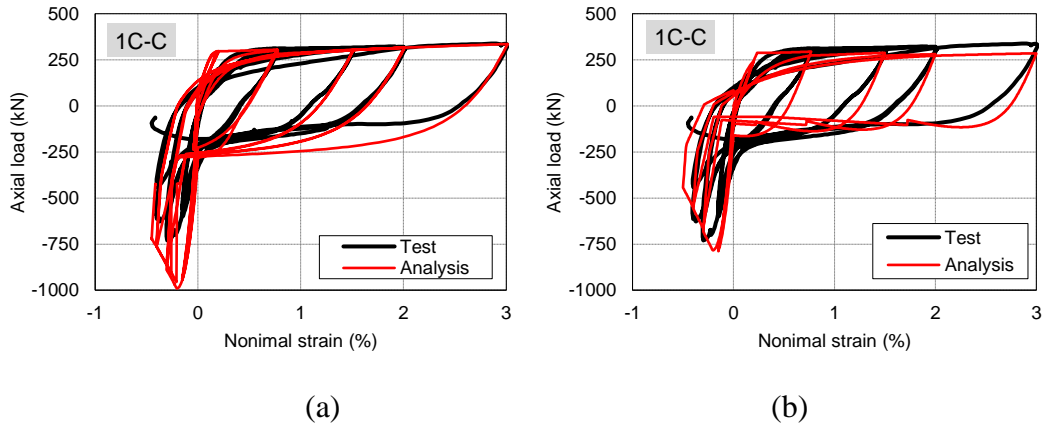 500
250
0
-250
-500
-750
-1000
Axial load (kN)
1C-C
Test
Analysis
-1 0 1 2 3
Nonimal strain (%)
(a)
500
250
0
-250
-500
-750
-1000
Axial load (kN)
1C-C
Test
Analysis
-1 0 1 2 3
Nonimal strain (%)
(b)